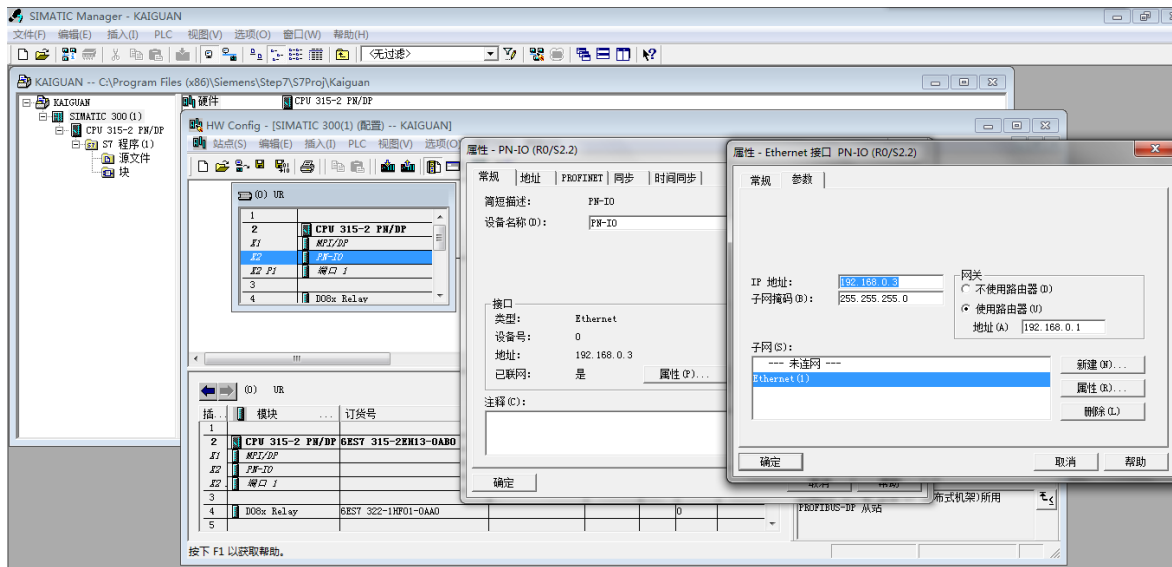 SIMATIC Manager - KAIGUAN
文件(F) 编辑(E) 插入(I) PLC 视图(V) 选项(O) 窗口(W) 帮助(H)
〈无过滤〉
KAIGUAN -- C:\Program Files (x86)\Siemens\Step7\S7Proj\Kaiguan
KAIGUAN
SIMATIC 300(1)
CPU 315-2 PN/DP
S7 程序(1)
源文件
块
硬件 CPU 315-2 PN/DP
HW Config - [SIMATIC 300(1) (配置) -- KAIGUAN]
站点(S) 编辑(E) 插入(I) PLC 视图(V) 选项(O
(0) UR
1
2 CPU 315-2 PN/DP
X1 MPI/DP
X2 PN-IO
X2 P1 端口 1
3
4 DO8x Relay
(0) UR
插... 模块 ... 订货号
1
2 CPU 315-2 PN/DP 6ES7 315-2EH13-0AB0
X1 MPI/DP
X2 PN-IO
X2 端口 1
3
4 DO8x Relay 6ES7 322-1HF01-0AA0 0
5
布式机架)所用
PROFIBUS-DP 从站
按下 F1 以获取帮助。
属性 - PN-IO (R0/S2.2)
常规 地址 PROFINET 同步 时间同步
简短描述: PN-IO
设备名称(D): PN-IO
接口
类型: Ethernet
设备号: 0
地址: 192.168.0.3
已联网: 是 属性(P)...
注释(C):
确定 取消 帮助
属性 - Ethernet 接口 PN-IO (R0/S2.2)
常规 参数
IP 地址: 192.168.0.3
子网掩码(B): 255.255.255.0
网关
不使用路由器(D)
使用路由器(U)
地址(A) 192.168.0.1
子网(S):
--- 未连网 ---
Ethernet(1)
新建(N)...
属性(R)...
删除(L)
确定 取消 帮助